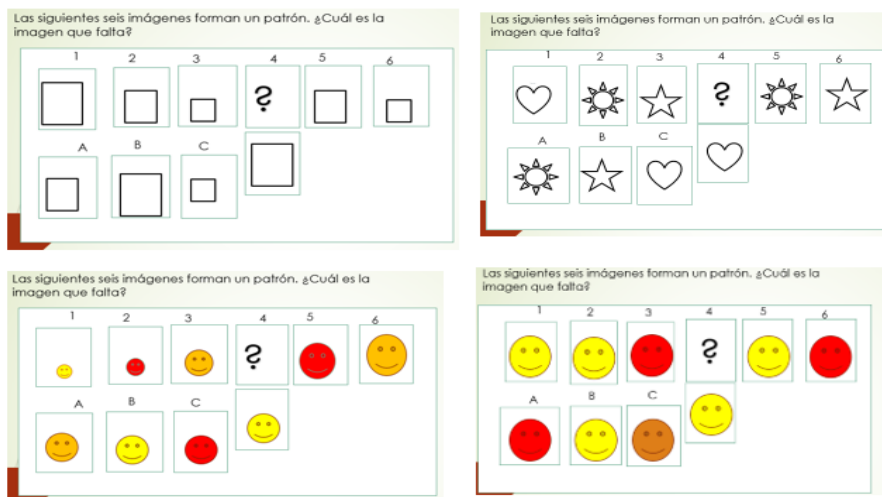 Las siguientes seis imágenes forman un patrón. ¿Cuál es la
imagen que falta?
1 2 3 4 5 6
?
A B C
Las siguientes seis imágenes forman un patrón. ¿Cuál es la
imagen que falta?
1 2 3 4 5 6
?
A B C
Las siguientes seis imágenes forman un patrón. ¿Cuál es la
imagen que falta?
1 2 3 4 5 6
?
A B C
Las siguientes seis imágenes forman un patrón. ¿Cuál es la
imagen que falta?
1 2 3 4 5 6
?
A B C